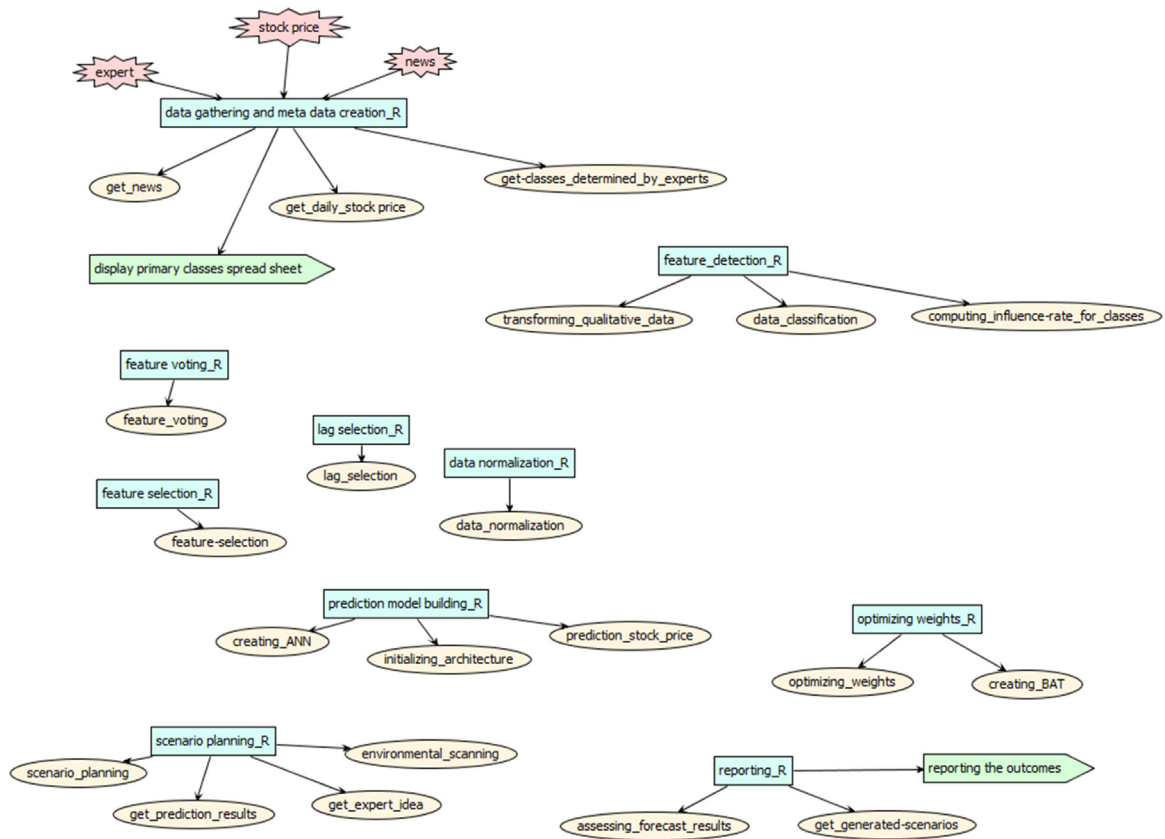 stock price
expert
news
data gathering and meta data creation_R
get_news
get_daily_stock price
get-classes_determined_by_experts
display primary classes spread sheet
feature_detection_R
transforming_qualitative_data
data_classification
computing_influence-rate_for_classes
feature voting_R
feature_voting
lag selection_R
lag_selection
data normalization_R
data_normalization
feature selection_R
feature-selection
prediction model building_R
creating_ANN
initializing_architecture
prediction_stock_price
optimizing weights_R
optimizing_weights
creating_BAT
scenario planning_R
scenario_planning
get_prediction_results
get_expert_idea
environmental_scanning
reporting_R
reporting the outcomes
assessing_forecast_results
get_generated-scenarios